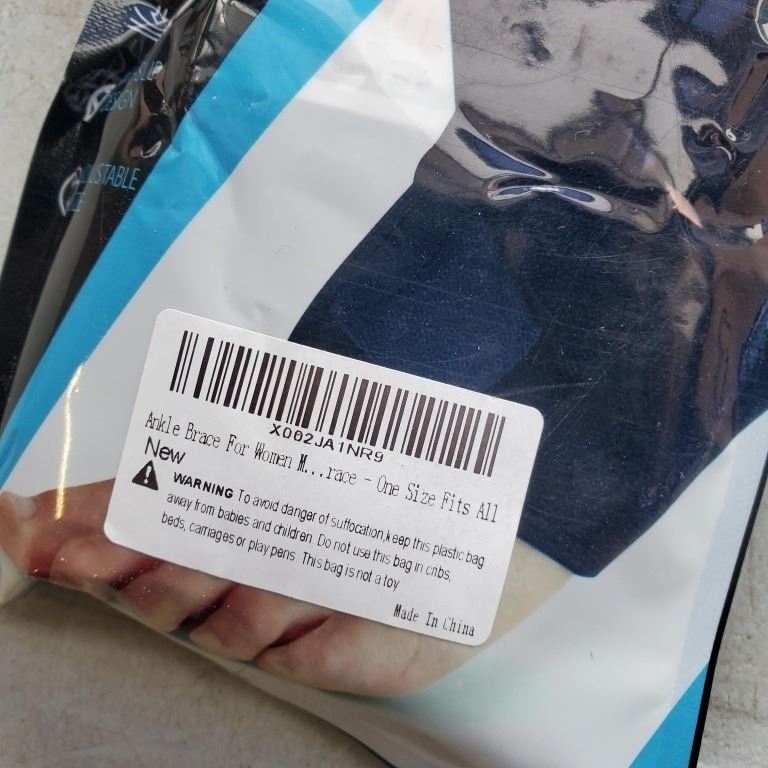 DESIGN
X002JA1NR9
Ankle Brace For Women M...race - One Size Fits All
New
WARNING To avoid danger of suffocation,keep this plastic bag
away from babies and children. Do not use this bag in cribs,
beds, carriages or play pens. This bag is not a toy
Made In China